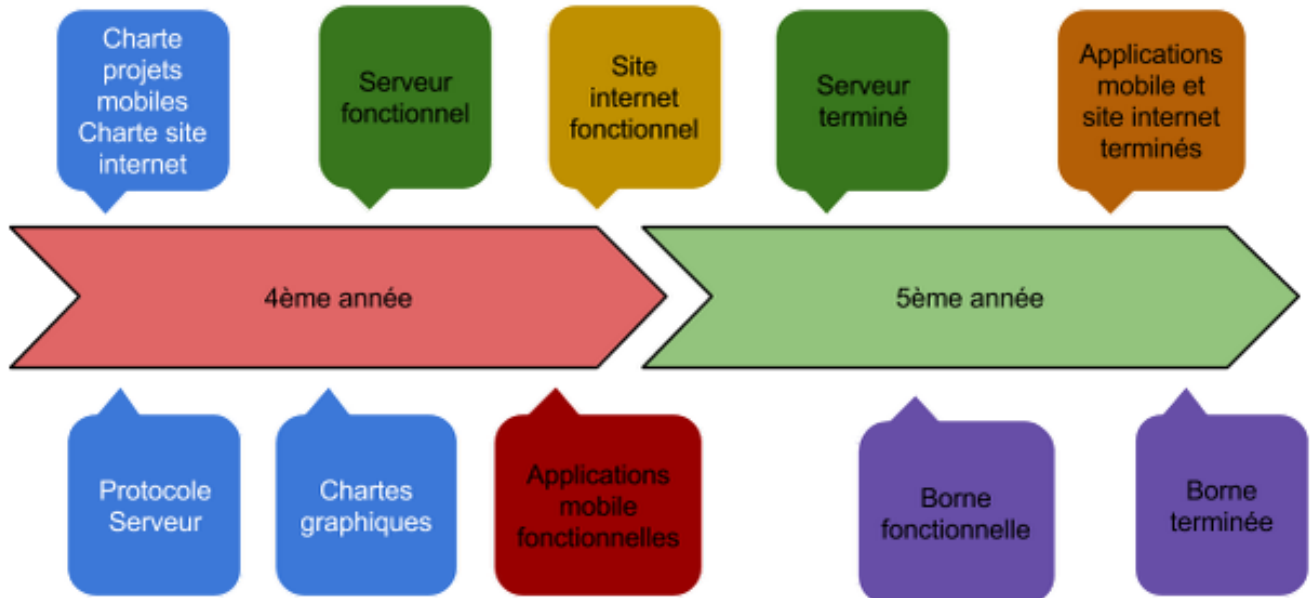 Charte
projets
mobiles
Charte site
internet
Serveur
fonctionnel
Site
internet
fonctionnel
Serveur
terminé
Applications
mobile et
site internet
terminés
4ème année
5ème année
Protocole
Serveur
Chartes
graphiques
Applications
mobile
fonctionnelles
Borne
fonctionnelle
Borne
terminée